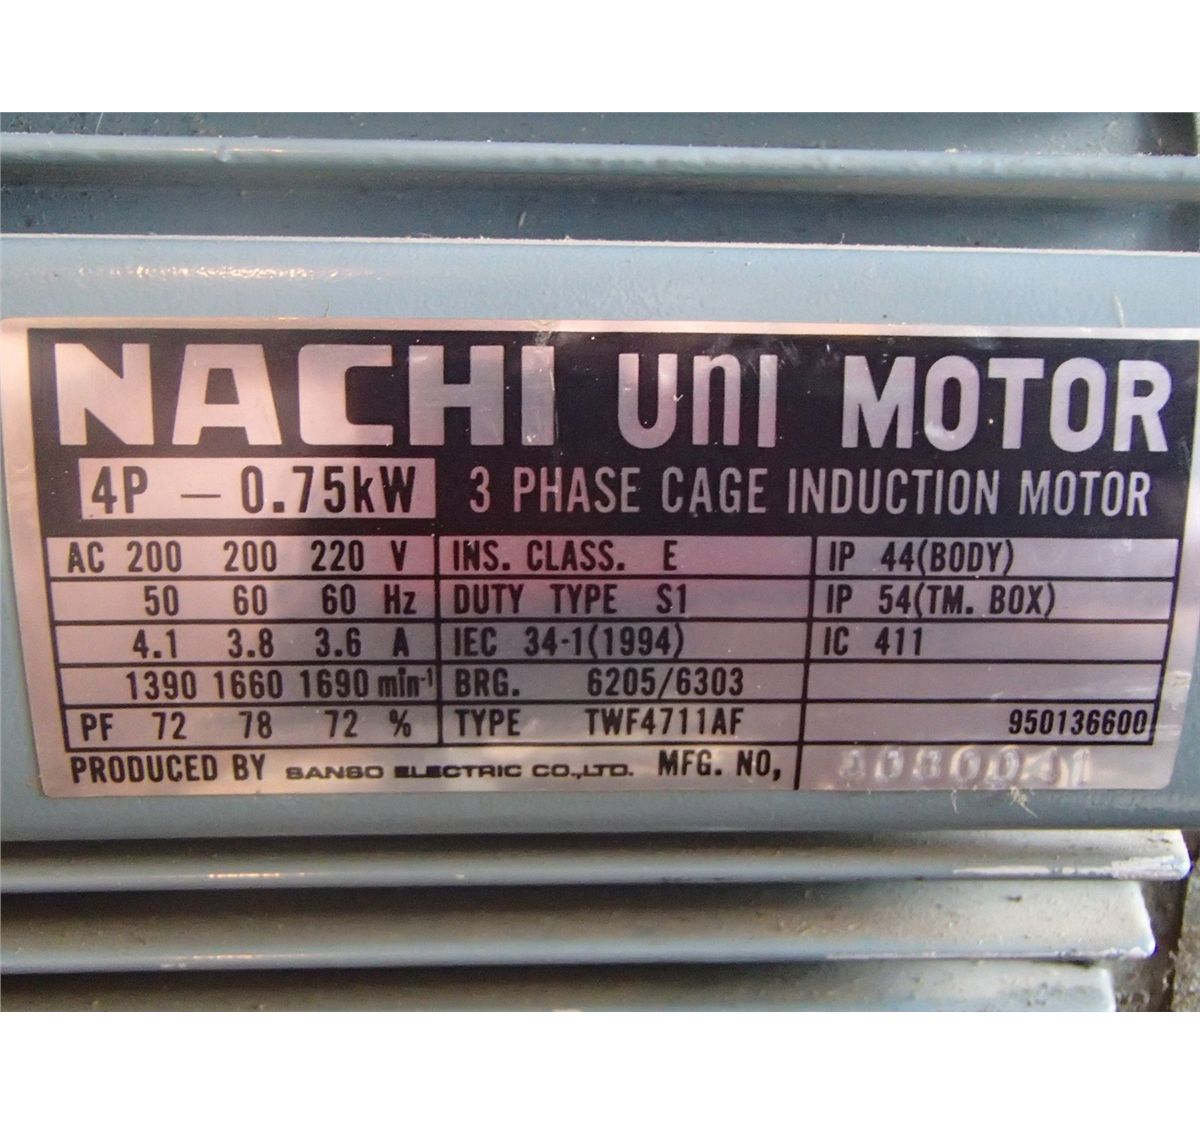 NACHI uni MOTOR
4P - 0.75kW 3 PHASE CAGE INDUCTION MOTOR
AC 200 200 220 V INS. CLASS. E IP 44(BODY)
50 60 60 Hz DUTY TYPE S1 IP 54(TM. BOX)
4.1 3.8 3.6 A IEC 34-1(1994) IC 411
1390 1660 1690 min⁻¹ BRG. 6205/6303
PF 72 78 72 % TYPE TWF4711AF 950136600
PRODUCED BY SANSO ELECTRIC CO.,LTD. MFG. NO,